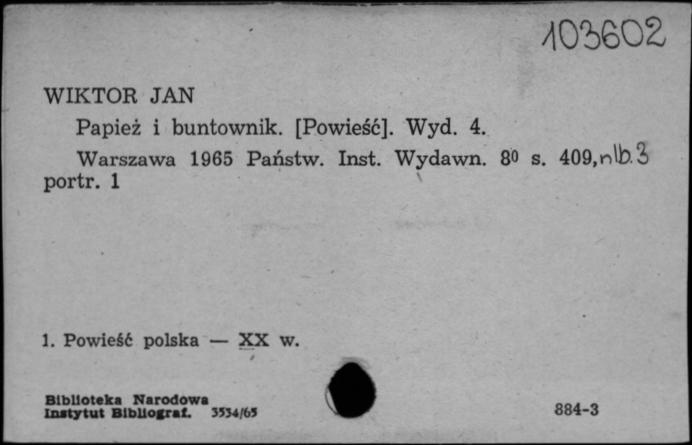 103602
WIKTOR JAN
Papież i buntownik. [Powieść]. Wyd. 4.
Warszawa 1965 Państw. Inst. Wydawn. 8⁰ s. 409, nlb. 3
portr. 1
1. Powieść polska — XX w.
Biblioteka Narodowa
Instytut Bibliograf. 3534/65
884-3